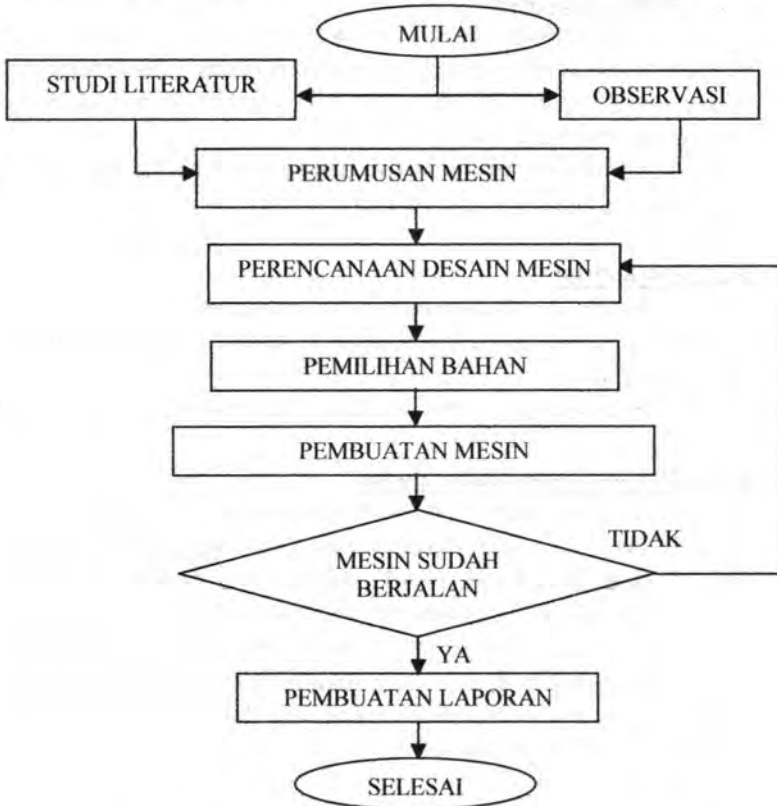 MULAI
STUDI LITERATUR
OBSERVASI
PERUMUSAN MESIN
PERENCANAAN DESAIN MESIN
PEMILIHAN BAHAN
PEMBUATAN MESIN
MESIN SUDAH
BERJALAN
TIDAK
YA
PEMBUATAN LAPORAN
SELESAI